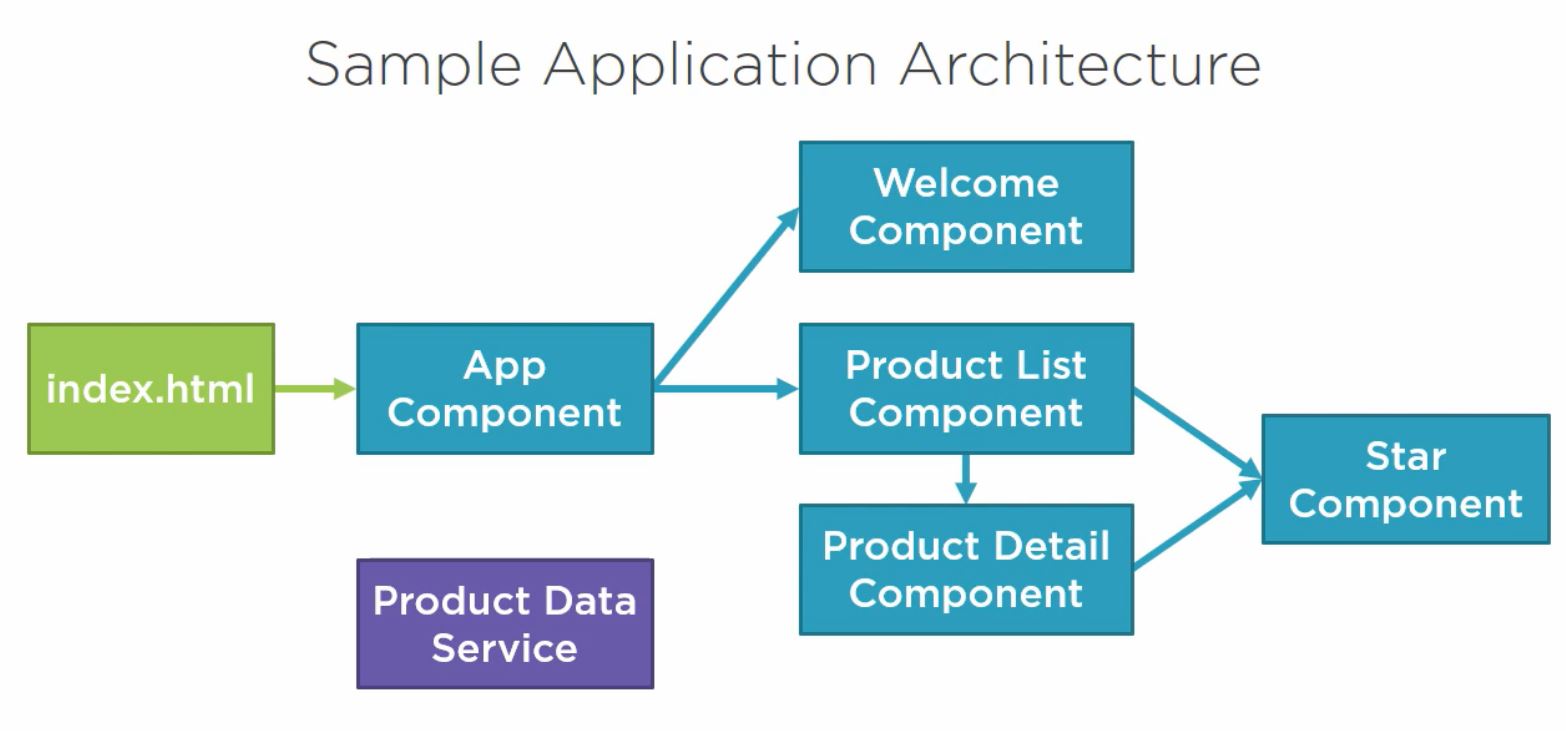 Sample Application Architecture
Welcome
Component
index.html
App
Component
Product List
Component
Star
Component
Product Detail
Component
Product Data
Service